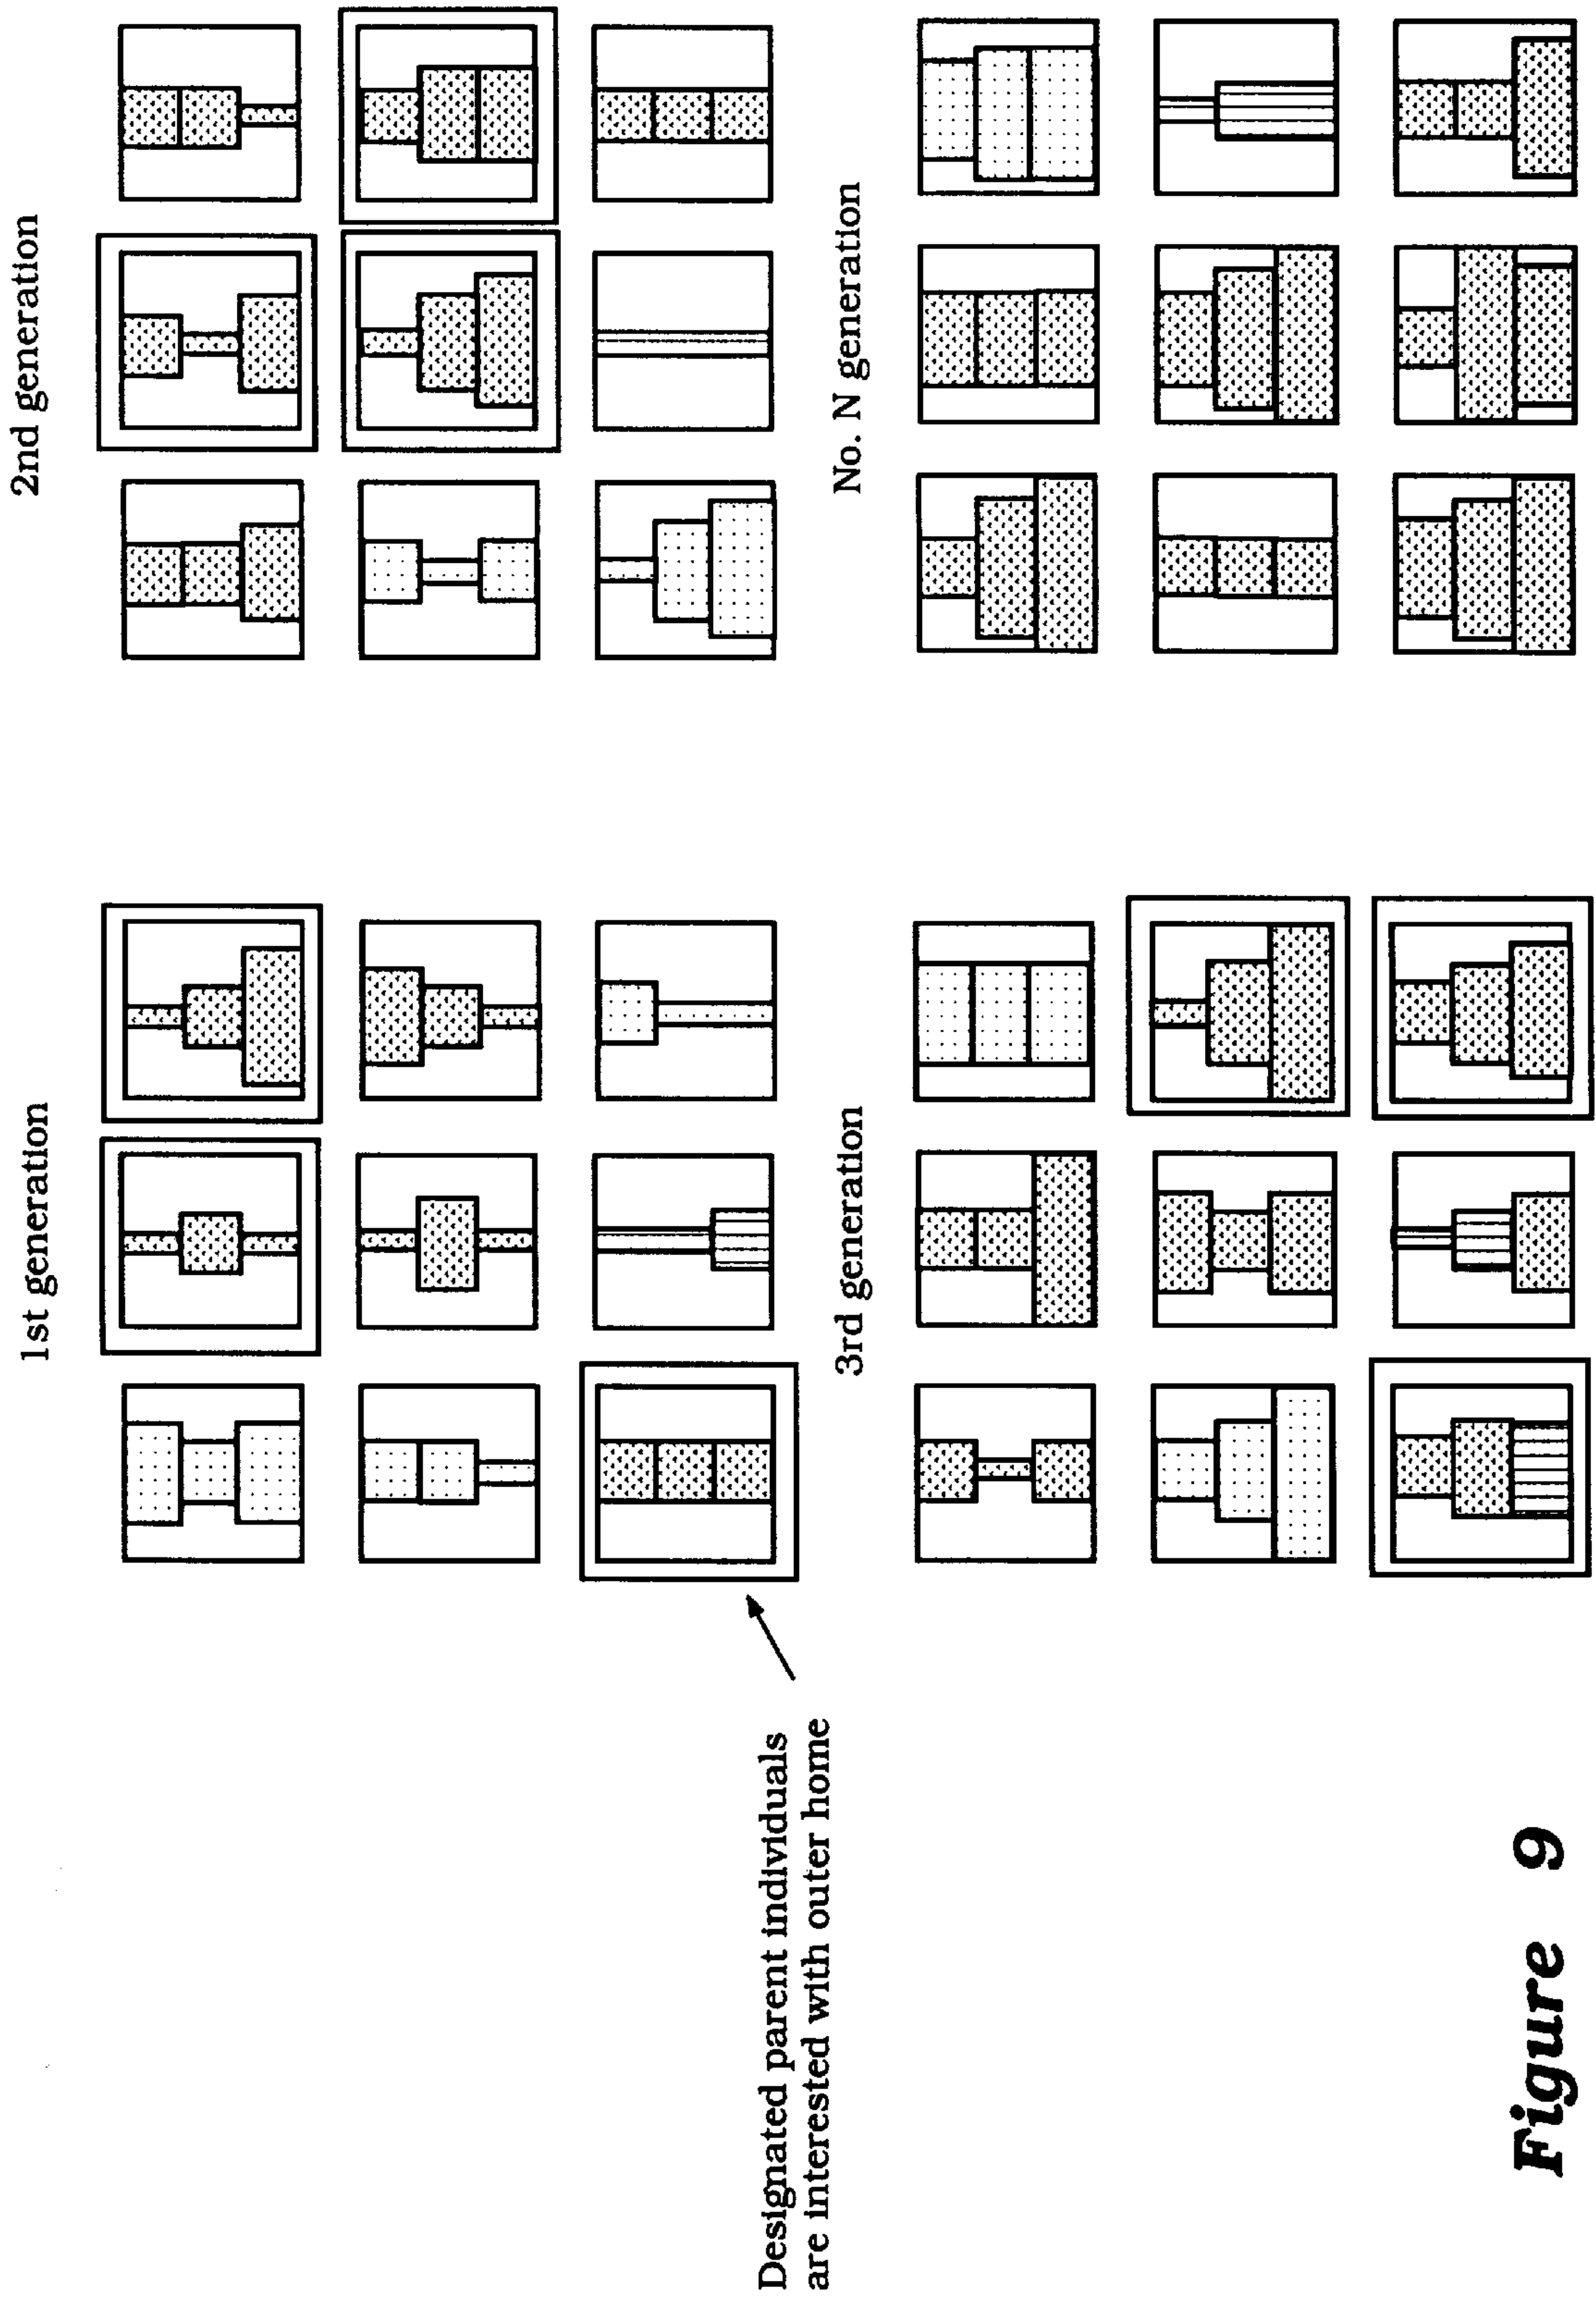 1st generation
2nd generation
Designated parent individuals
are interested with outer home
3rd generation
No. N generation
Figure 9